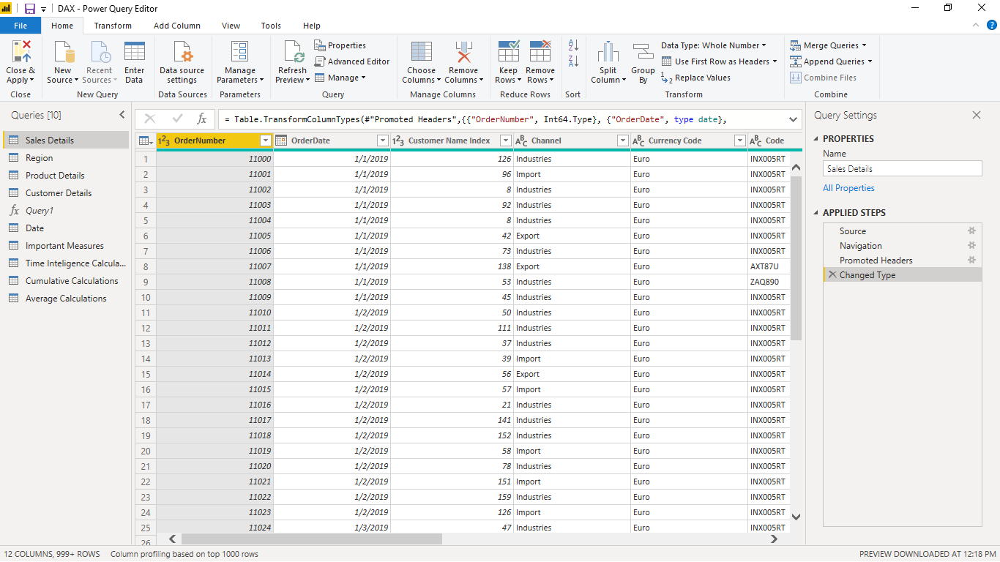 DAX - Power Query Editor
File Home Transform Add Column View Tools Help
Close & Apply
New Source
Recent Sources
Enter Data
Data source settings
Manage Parameters
Refresh Preview
Properties
Advanced Editor
Manage
Choose Columns
Remove Columns
Keep Rows
Remove Rows
Split Column
Group By
Data Type: Whole Number
Use First Row as Headers
Replace Values
Merge Queries
Append Queries
Combine Files
Close New Query Data Sources Parameters Query Manage Columns Reduce Rows Sort Transform Combine
Queries [10]
Sales Details
Region
Product Details
Customer Details
Query1
Date
Important Measures
Time Inteligence Calcula...
Cumulative Calculations
Average Calculations
= Table.TransformColumnTypes(#"Promoted Headers",{{"OrderNumber", Int64.Type}, {"OrderDate", type date},
OrderNumber OrderDate Customer Name Index Channel Currency Code Code
1 11000 1/1/2019 126 Industries Euro INX005RT
2 11001 1/1/2019 96 Import Euro INX005RT
3 11002 1/1/2019 8 Industries Euro INX005RT
4 11003 1/1/2019 92 Industries Euro INX005RT
5 11004 1/1/2019 8 Industries Euro INX005RT
6 11005 1/1/2019 42 Export Euro INX005RT
7 11006 1/1/2019 73 Industries Euro INX005RT
8 11007 1/1/2019 138 Export Euro AXT87U
9 11008 1/1/2019 53 Industries Euro ZAQ890
10 11009 1/1/2019 45 Industries Euro INX005RT
11 11010 1/2/2019 50 Industries Euro INX005RT
12 11011 1/2/2019 111 Industries Euro INX005RT
13 11012 1/2/2019 37 Industries Euro INX005RT
14 11013 1/2/2019 39 Import Euro INX005RT
15 11014 1/2/2019 56 Export Euro INX005RT
16 11015 1/2/2019 57 Import Euro INX005RT
17 11016 1/2/2019 21 Industries Euro INX005RT
18 11017 1/2/2019 141 Industries Euro INX005RT
19 11018 1/2/2019 152 Industries Euro INX005RT
20 11019 1/2/2019 58 Import Euro INX005RT
21 11020 1/2/2019 78 Industries Euro INX005RT
22 11021 1/2/2019 151 Import Euro INX005RT
23 11022 1/2/2019 159 Industries Euro INX005RT
24 11023 1/2/2019 126 Import Euro INX005RT
25 11024 1/3/2019 47 Industries Euro INX005RT
26
Query Settings
PROPERTIES
Name
Sales Details
All Properties
APPLIED STEPS
Source
Navigation
Promoted Headers
Changed Type
12 COLUMNS, 999+ ROWS Column profiling based on top 1000 rows PREVIEW DOWNLOADED AT 12:18 PM